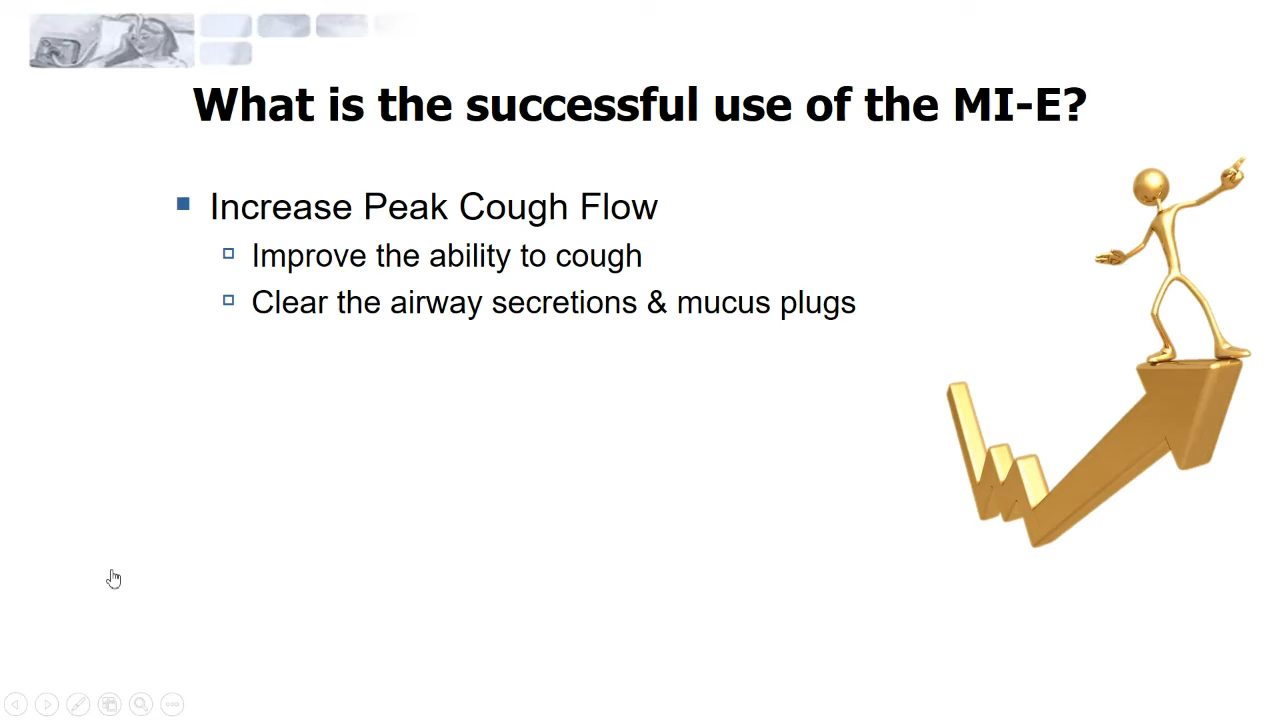 What is the successful use of the MI-E?
Increase Peak Cough Flow
Improve the ability to cough
Clear the airway secretions & mucus plugs